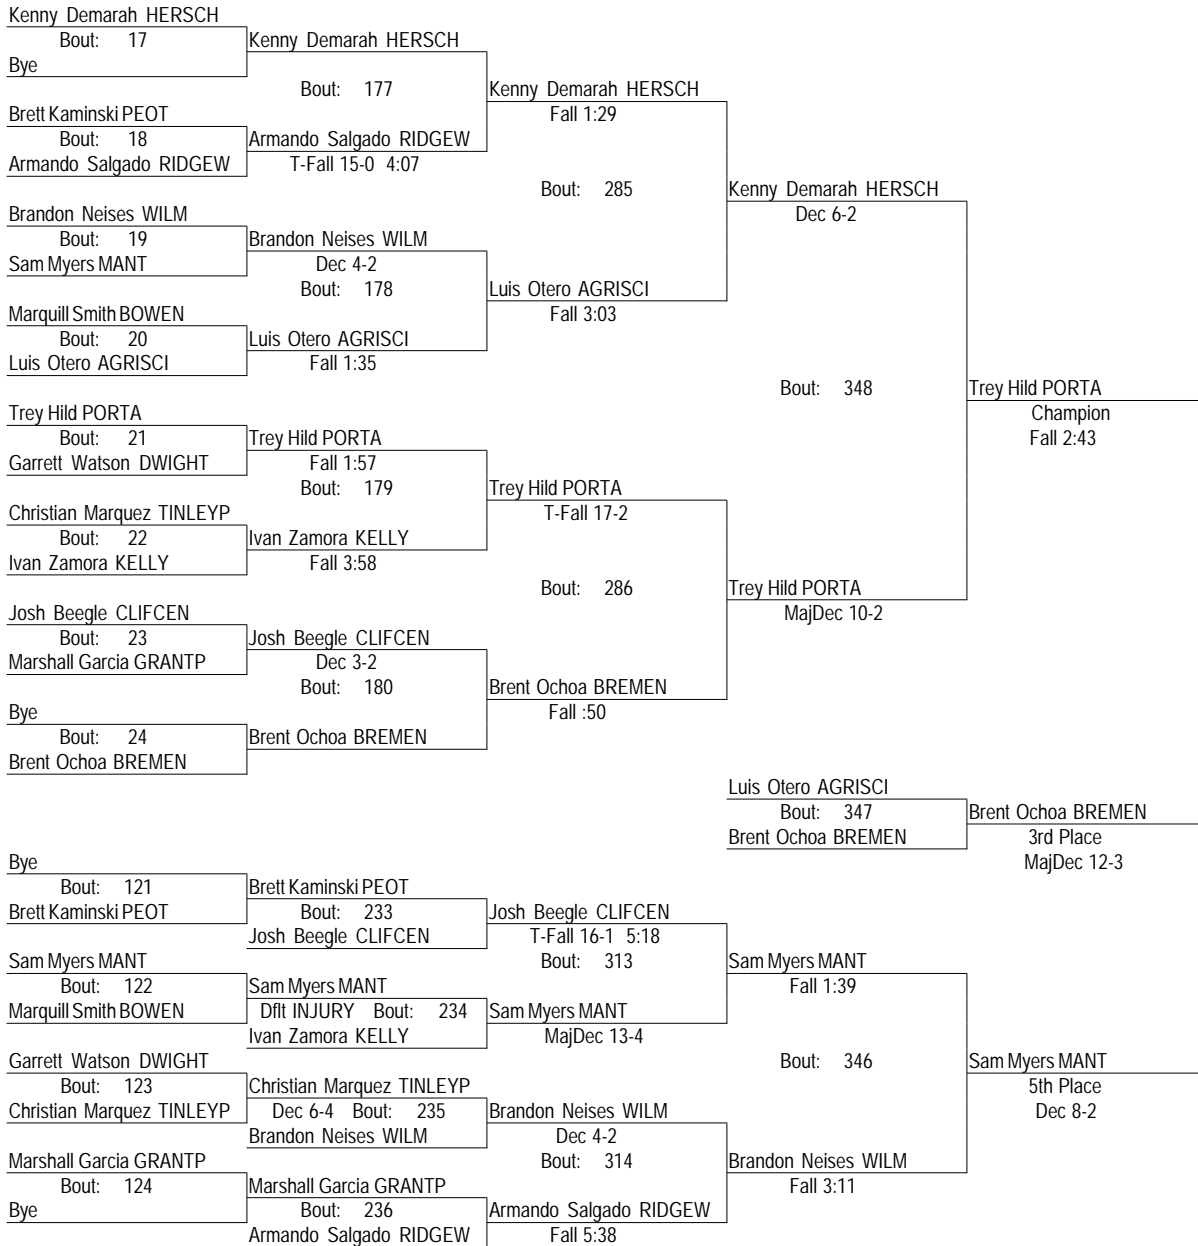 Kenny Demarah HERSCH
Bout: 17
Kenny Demarah HERSCH
Bye
Bout: 177
Kenny Demarah HERSCH
Brett Kaminski PEOT
Fall 1:29
Bout: 18
Armando Salgado RIDGEW
Armando Salgado RIDGEW
T-Fall 15-0 4:07
Bout: 285
Kenny Demarah HERSCH
Brandon Neises WILM
Dec 6-2
Bout: 19
Brandon Neises WILM
Sam Myers MANT
Dec 4-2
Bout: 178
Luis Otero AGRISCI
Marquill Smith BOWEN
Fall 3:03
Bout: 20
Luis Otero AGRISCI
Luis Otero AGRISCI
Fall 1:35
Bout: 348
Trey Hild PORTA
Trey Hild PORTA
Champion
Bout: 21
Trey Hild PORTA
Fall 2:43
Garrett Watson DWIGHT
Fall 1:57
Bout: 179
Trey Hild PORTA
Christian Marquez TINLEYP
T-Fall 17-2
Bout: 22
Ivan Zamora KELLY
Ivan Zamora KELLY
Fall 3:58
Bout: 286
Trey Hild PORTA
Josh Beegle CLIFCEN
MajDec 10-2
Bout: 23
Josh Beegle CLIFCEN
Marshall Garcia GRANTP
Dec 3-2
Bout: 180
Brent Ochoa BREMEN
Bye
Fall :50
Bout: 24
Brent Ochoa BREMEN
Brent Ochoa BREMEN
Luis Otero AGRISCI
Bout: 347
Brent Ochoa BREMEN
Brent Ochoa BREMEN
3rd Place
MajDec 12-3
Bye
Bout: 121
Brett Kaminski PEOT
Brett Kaminski PEOT
Bout: 233
Josh Beegle CLIFCEN
Josh Beegle CLIFCEN
T-Fall 16-1 5:18
Sam Myers MANT
Bout: 313
Sam Myers MANT
Bout: 122
Sam Myers MANT
Fall 1:39
Marquill Smith BOWEN
Dflt INJURY Bout: 234
Sam Myers MANT
Ivan Zamora KELLY
MajDec 13-4
Garrett Watson DWIGHT
Bout: 346
Sam Myers MANT
Bout: 123
Christian Marquez TINLEYP
5th Place
Christian Marquez TINLEYP
Dec 6-4 Bout: 235
Brandon Neises WILM
Dec 8-2
Brandon Neises WILM
Dec 4-2
Marshall Garcia GRANTP
Bout: 314
Brandon Neises WILM
Bout: 124
Marshall Garcia GRANTP
Fall 3:11
Bye
Bout: 236
Armando Salgado RIDGEW
Armando Salgado RIDGEW
Fall 5:38